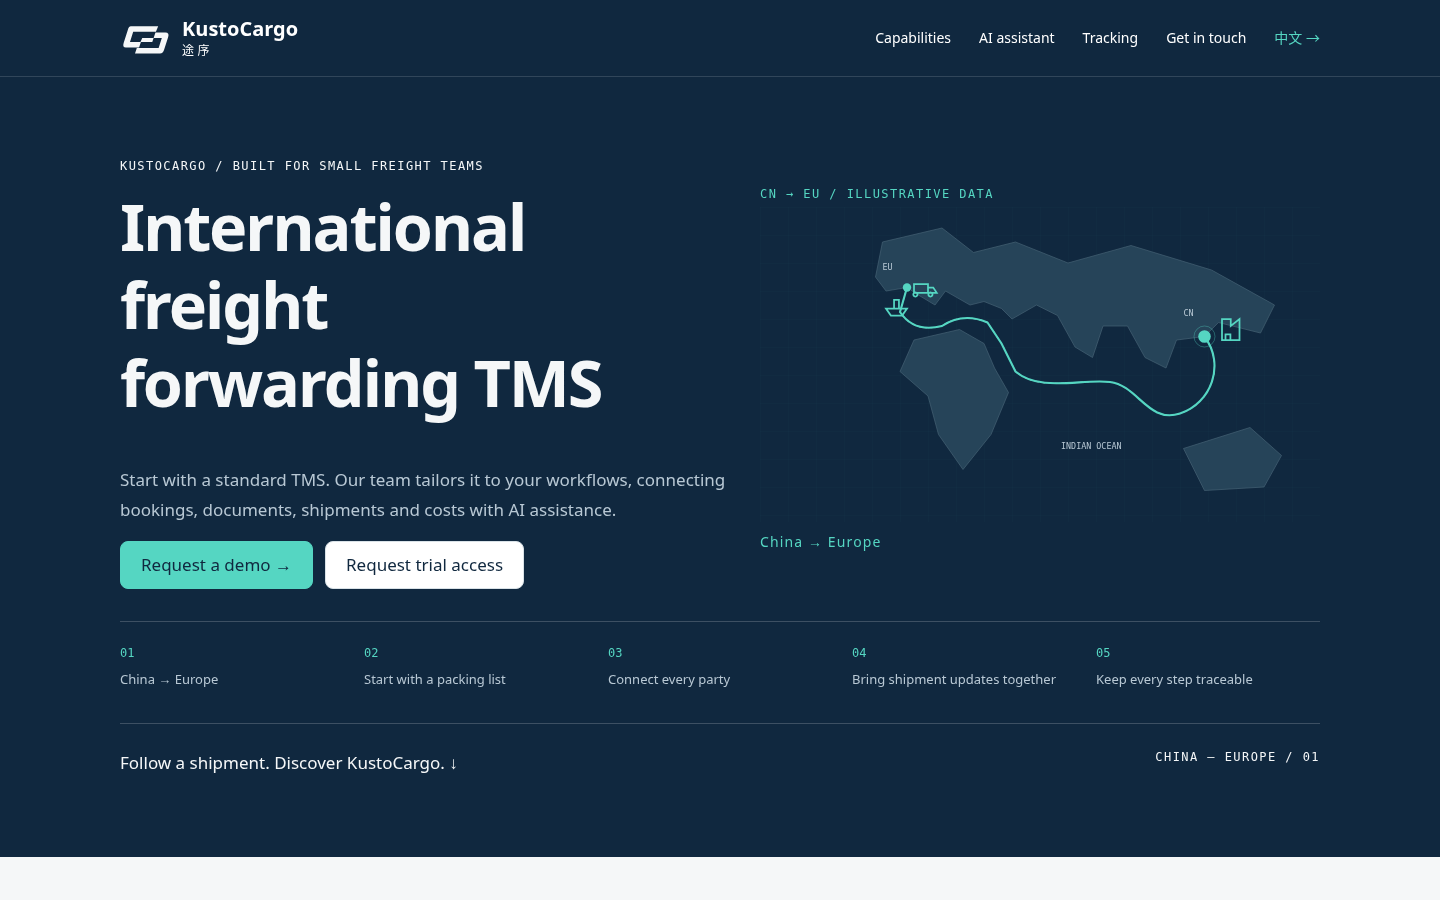 KustoCargo
途序
Capabilities
AI assistant
Tracking
Get in touch
中文 →
KUSTOCARGO / BUILT FOR SMALL FREIGHT TEAMS
International
freight
forwarding TMS
Start with a standard TMS. Our team tailors it to your workflows, connecting
bookings, documents, shipments and costs with AI assistance.
Request a demo →
Request trial access
CN → EU / ILLUSTRATIVE DATA
EU
CN
INDIAN OCEAN
China → Europe
01
China → Europe
02
Start with a packing list
03
Connect every party
04
Bring shipment updates together
05
Keep every step traceable
Follow a shipment. Discover KustoCargo. ↓
CHINA — EUROPE / 01